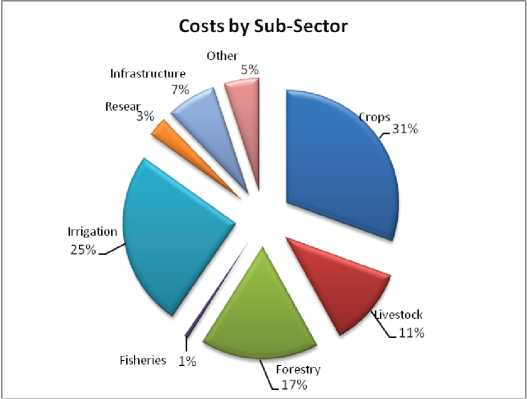 Costs by Sub-Sector
Other
5%
Infrastructure
7%
Resear
3%
Crops
31%
Irrigation
25%
Livestock
11%
Fisheries 1%
Forestry
17%